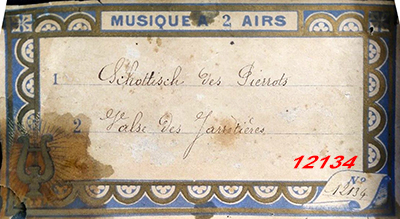 MUSIQUE A 2 AIRS
1 Schottisch des Pierrots
2 Valse des Jarretières
12134
Nº
12134